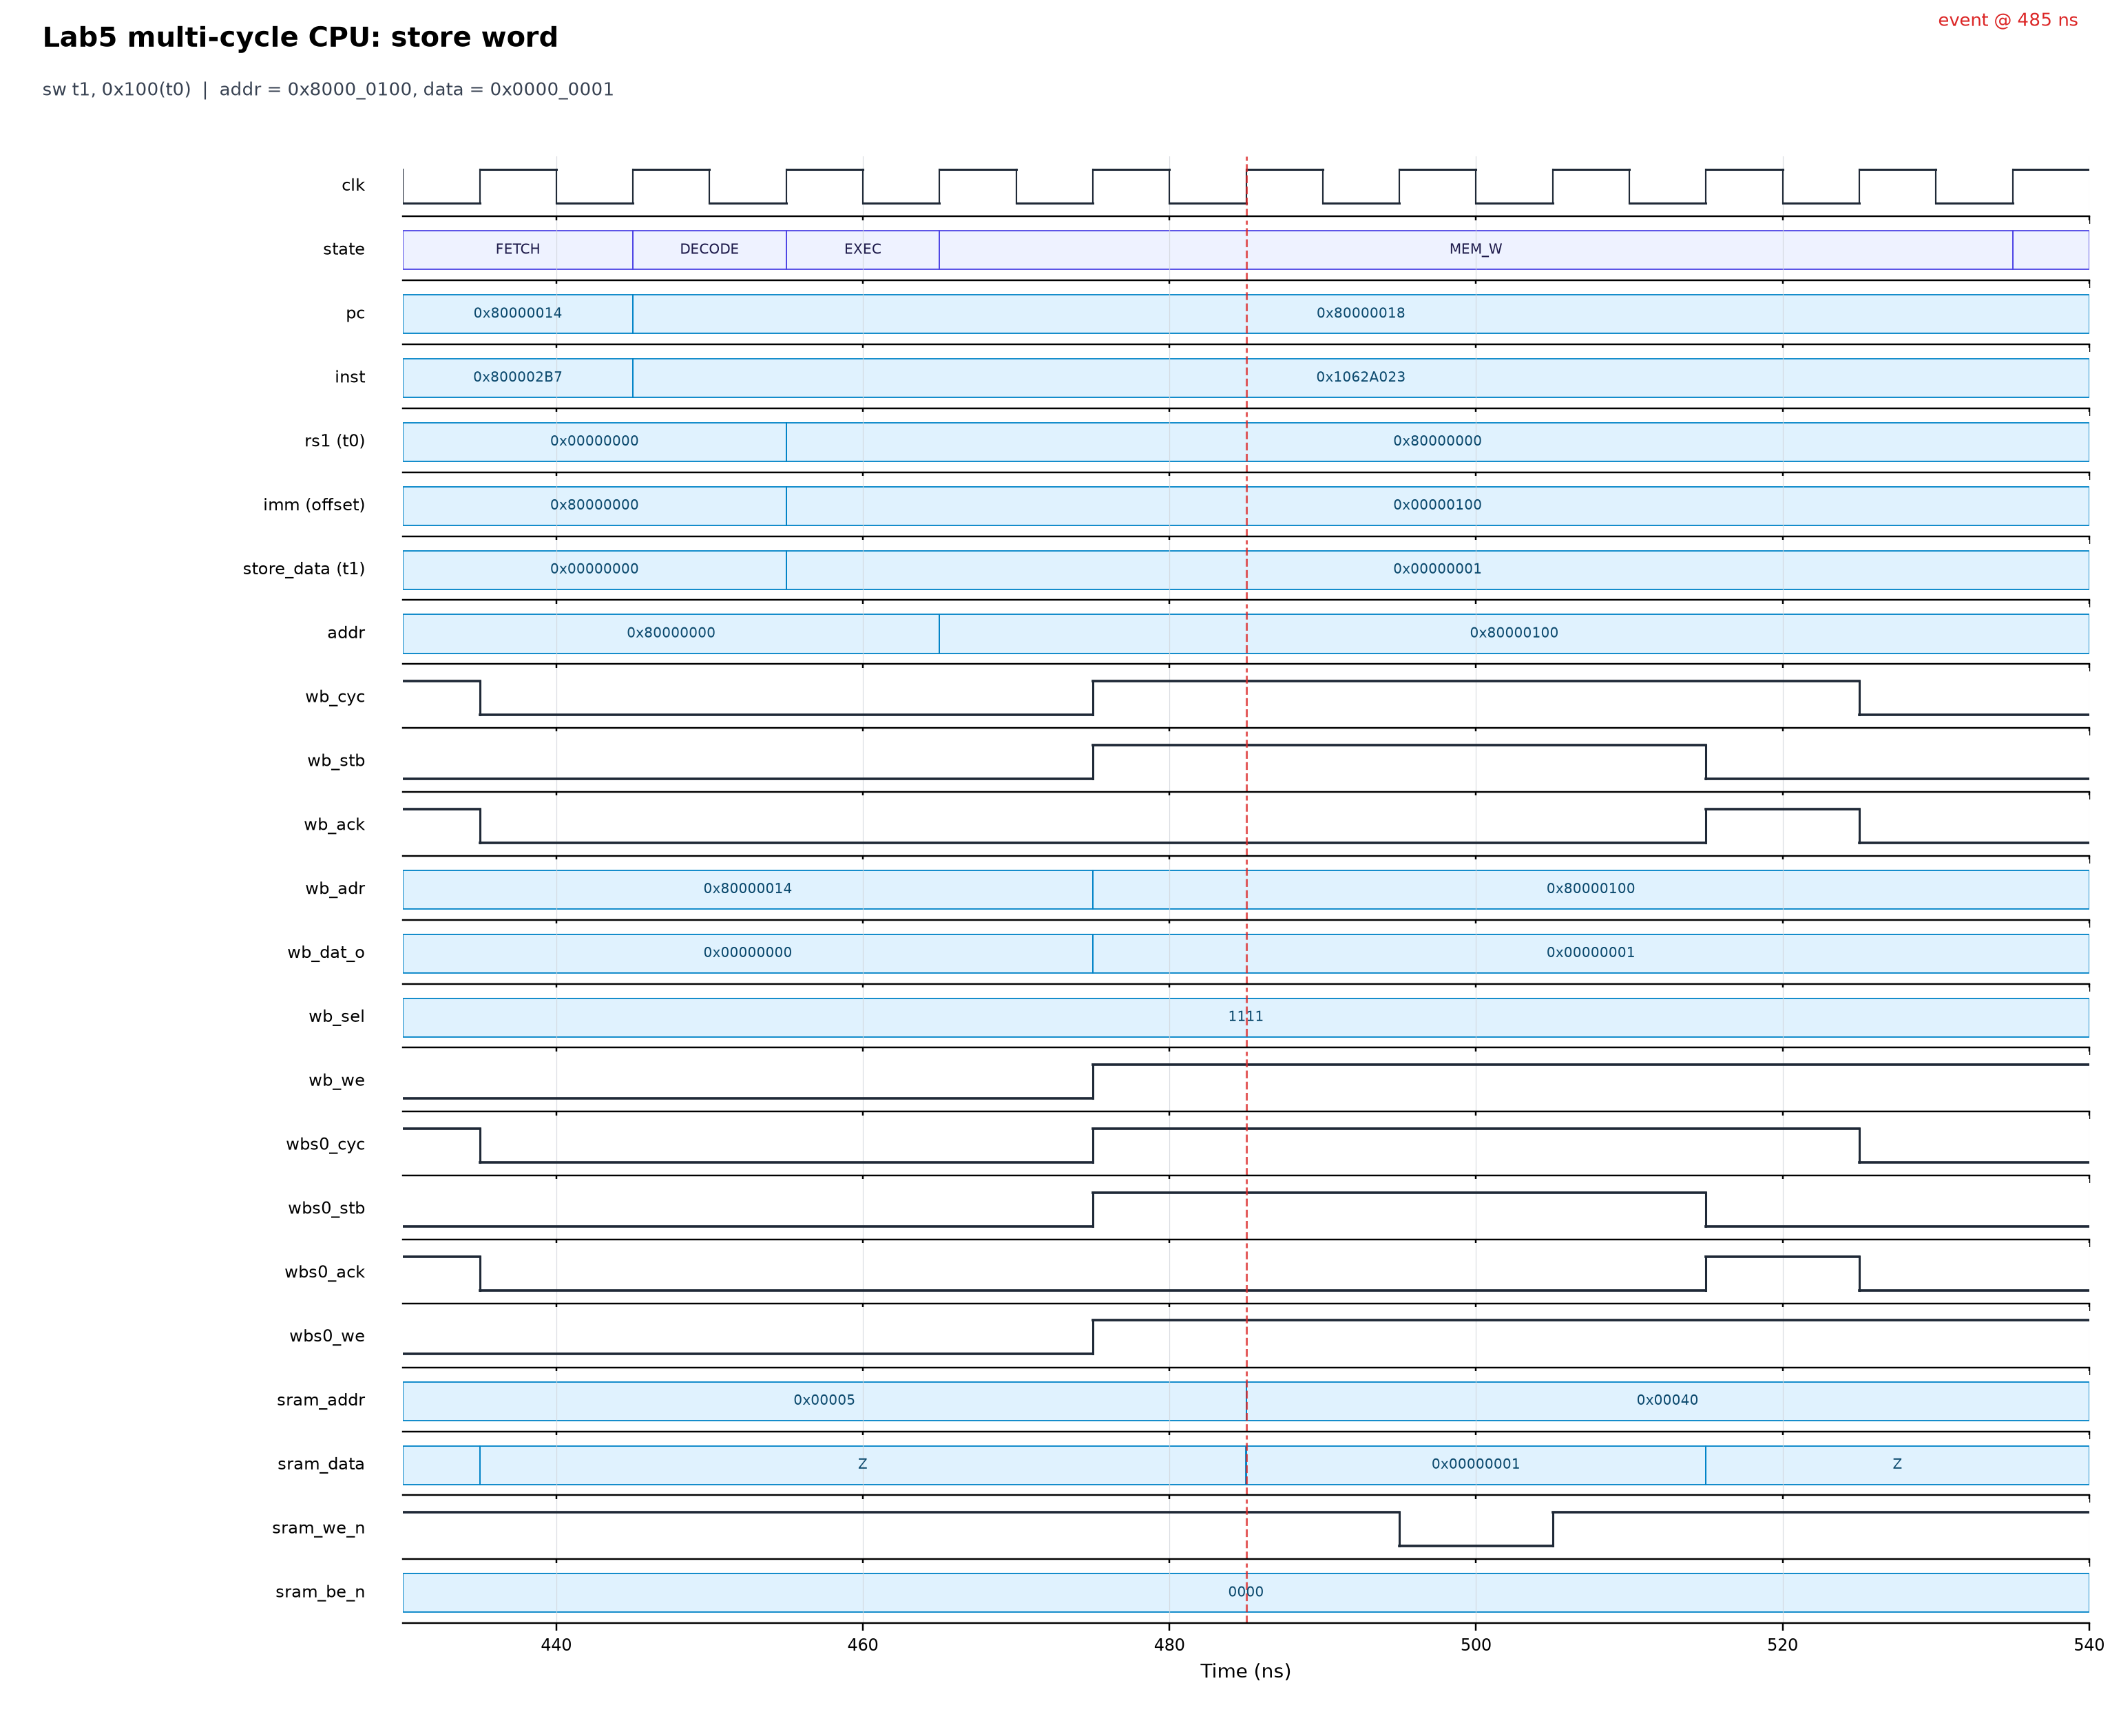 event @ 485 ns
Lab5 multi-cycle CPU: store word
sw t1, 0x100(t0) | addr = 0x8000_0100, data = 0x0000_0001
clk
state FETCH DECODE EXEC MEM_W
pc 0x80000014 0x80000018
inst 0x800002B7 0x1062A023
rs1 (t0) 0x00000000 0x80000000
imm (offset) 0x80000000 0x00000100
store_data (t1) 0x00000000 0x00000001
addr 0x80000000 0x80000100
wb_cyc
wb_stb
wb_ack
wb_adr 0x80000014 0x80000100
wb_dat_o 0x00000000 0x00000001
wb_sel 1111
wb_we
wbs0_cyc
wbs0_stb
wbs0_ack
wbs0_we
sram_addr 0x00005 0x00040
sram_data Z 0x00000001 Z
sram_we_n
sram_be_n 0000
440 460 480 500 520 540
Time (ns)